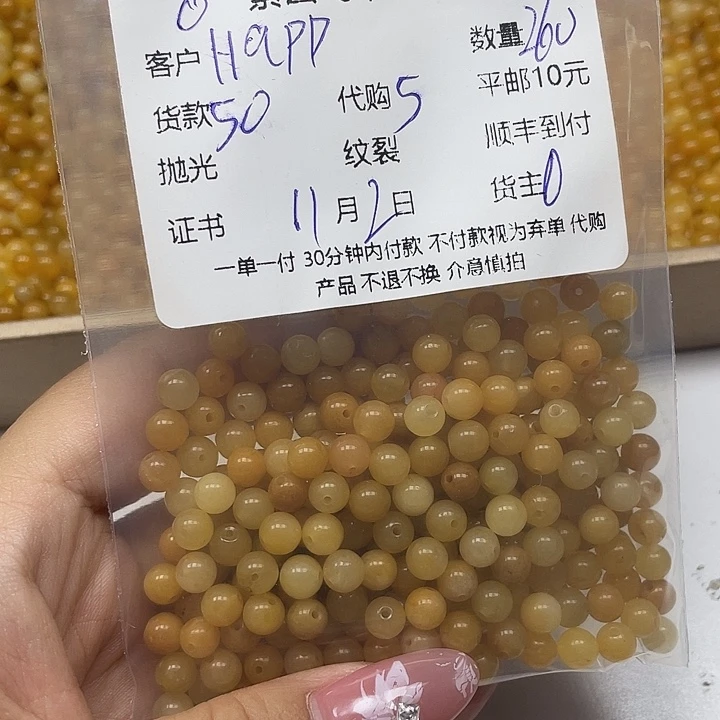 客户 HAPP 数量 260
货款 50 代购 5 平邮10元
抛光 纹裂 顺丰到付
证书 11月2日 货主 0
一单一付 30分钟内付款 不付款视为弃单 代购
产品 不退不换 介意慎拍